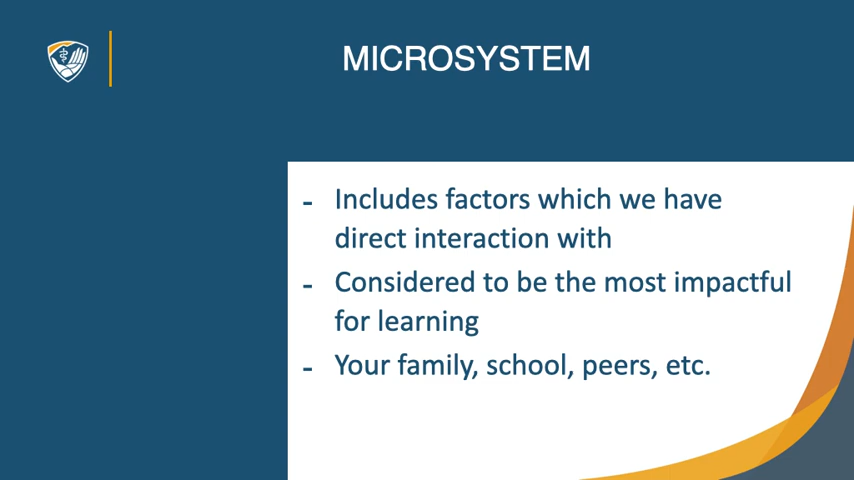 MICROSYSTEM
- Includes factors which we have
direct interaction with
- Considered to be the most impactful
for learning
- Your family, school, peers, etc.